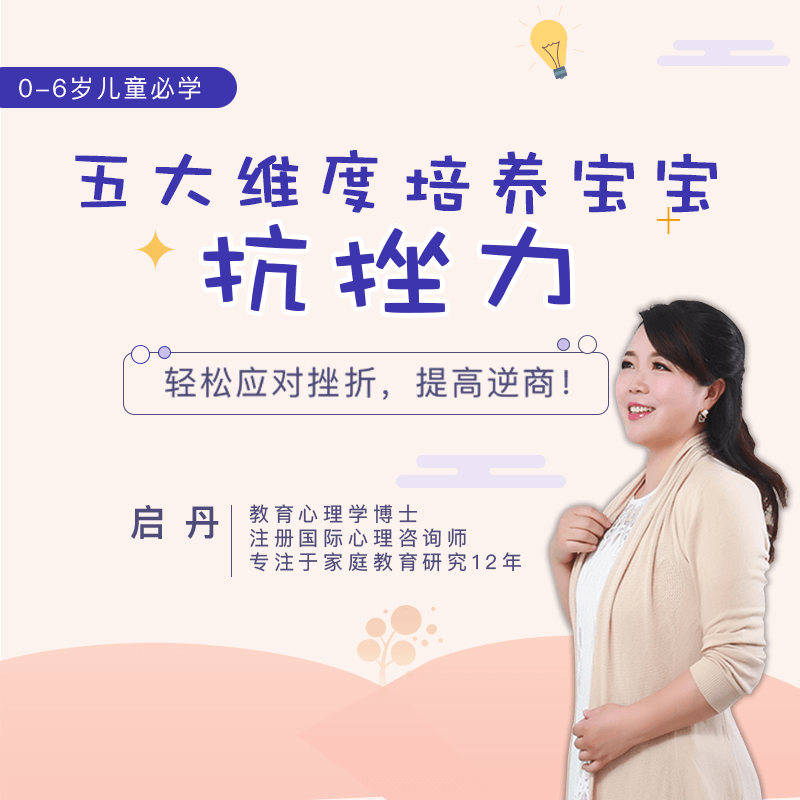 0-6岁儿童必学
五大维度培养宝宝
抗挫力
轻松应对挫折，提高逆商！
启丹
教育心理学博士
注册国际心理咨询师
专注于家庭教育研究12年